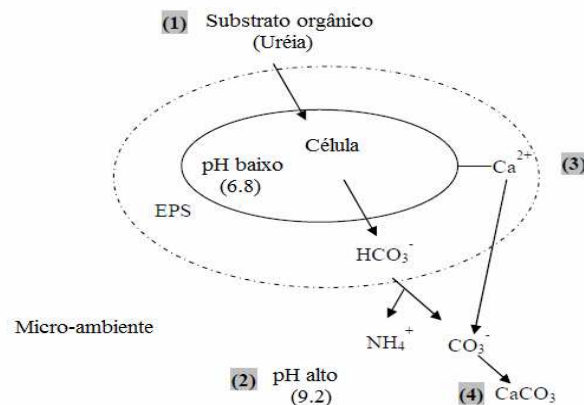 (1) Substrato orgânico
(Uréia)
Célula
pH baixo
(6.8)
Ca2+
(3)
EPS
HCO3-
Micro-ambiente
NH4+
CO3-
(2) pH alto
(9.2)
(4) CaCO3